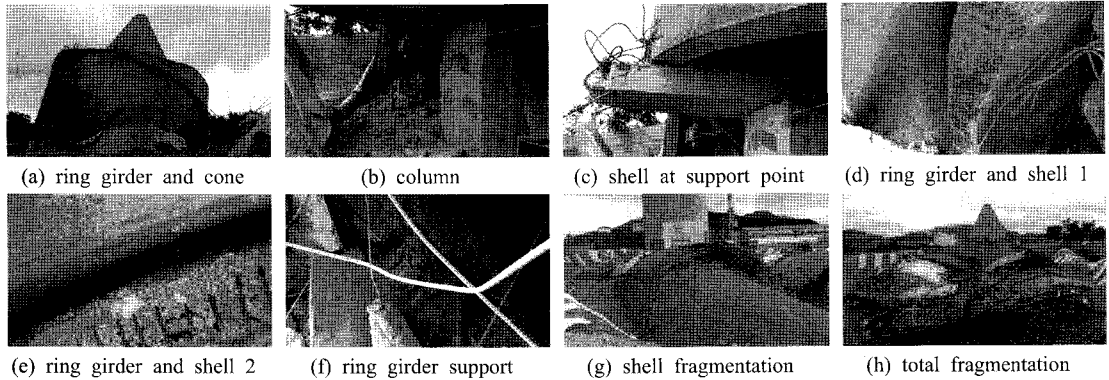 (a) ring girder and cone
(b) column
(c) shell at support point
(d) ring girder and shell 1
(e) ring girder and shell 2
(f) ring girder support
(g) shell fragmentation
(h) total fragmentation